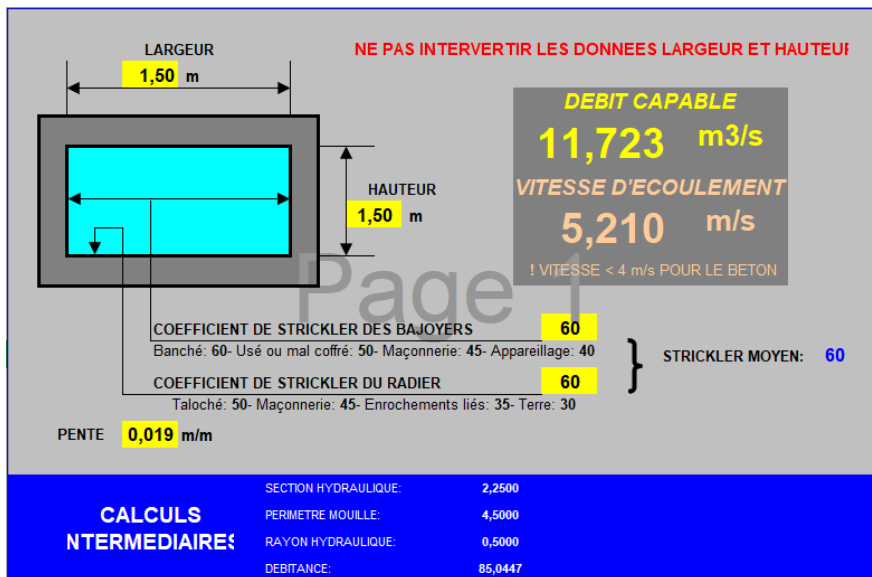 LARGEUR
1,50 m
NE PAS INTERVERTIR LES DONNEES LARGEUR ET HAUTEUR
DEBIT CAPABLE
11,723 m3/s
VITESSE D'ECOULEMENT
5,210 m/s
! VITESSE < 4 m/s POUR LE BETON
HAUTEUR
1,50 m
Page 1
COEFFICIENT DE STRICKLER DES BAJOYERS 60
Banché: 60- Usé ou mal coffré: 50- Maçonnerie: 45- Appareillage: 40
STRICKLER MOYEN: 60
COEFFICIENT DE STRICKLER DU RADIER 60
Taloché: 50- Maçonnerie: 45- Enrochements liés: 35- Terre: 30
PENTE 0,019 m/m
CALCULS
NTERMEDIAIRES
SECTION HYDRAULIQUE: 2,2500
PERIMETRE MOUILLE: 4,5000
RAYON HYDRAULIQUE: 0,5000
DEBITANCE: 85,0447